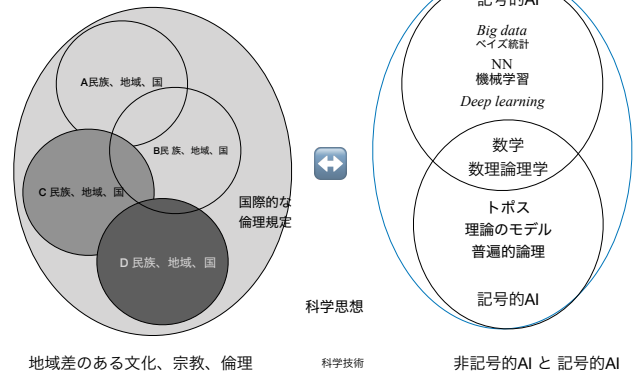 A民族、地域、国
B民 族、地域、国
C 民族、地域、国
D 民族、地域、国
国際的な
倫理規定
地域差のある文化、宗教、倫理
科学思想
科学技術
記号的AI
Big data
ベイズ統計
NN
機械学習
Deep learning
数学
数理論理学
トポス
理論のモデル
普遍的論理
記号的AI
非記号的AI と 記号的AI